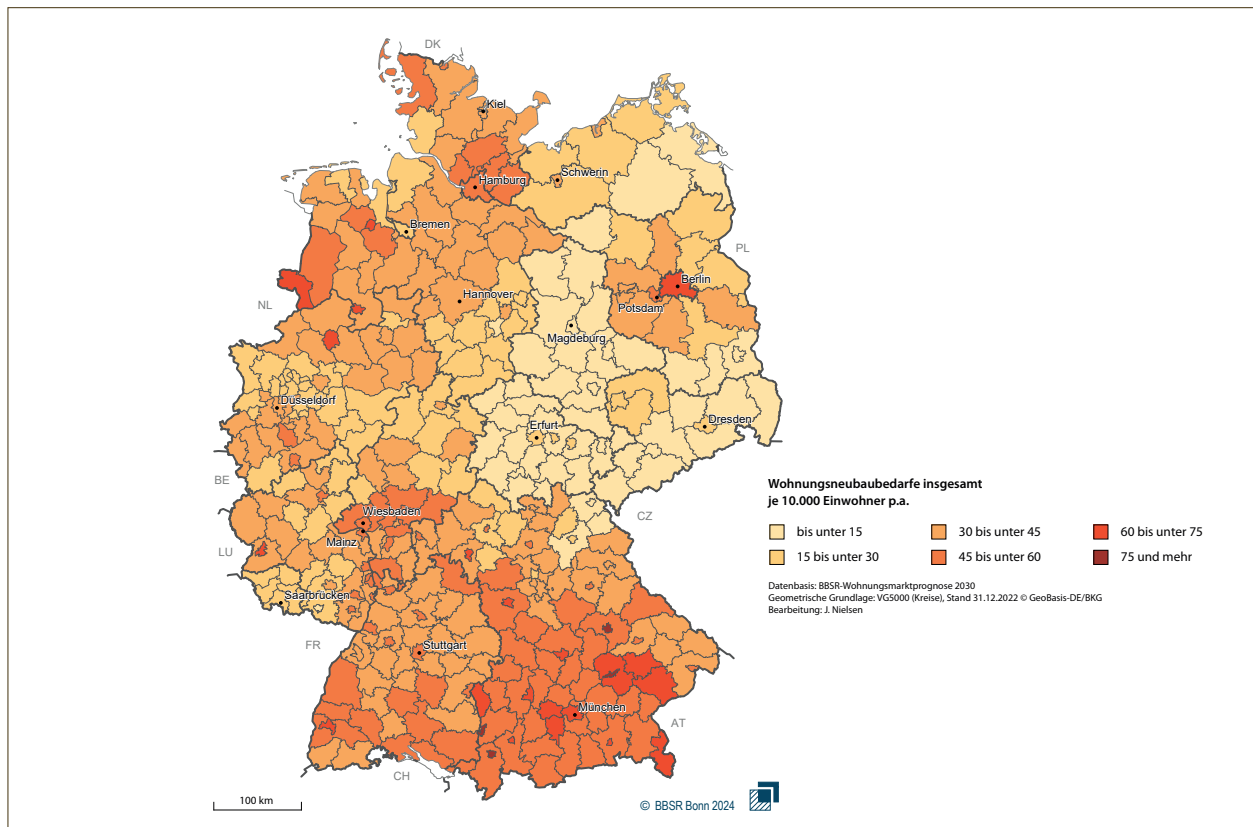 DK
Kiel
Schwerin
Hamburg
Bremen
PL
Berlin
NL
Hannover
Potsdam
Magdeburg
Düsseldorf
Dresden
Erfurt
BE
Wiesbaden
CZ
Mainz
LU
Saarbrücken
FR
Stuttgart
München
AT
CH
Wohnungsneubaubedarfe insgesamt
je 10.000 Einwohner p.a.
bis unter 15
30 bis unter 45
60 bis unter 75
15 bis unter 30
45 bis unter 60
75 und mehr
Datenbasis: BBSR-Wohnungsmarktprognose 2030
Geometrische Grundlage: VG5000 (Kreise), Stand 31.12.2022 © GeoBasis-DE/BKG
Bearbeitung: J. Nielsen
100 km
© BBSR Bonn 2024